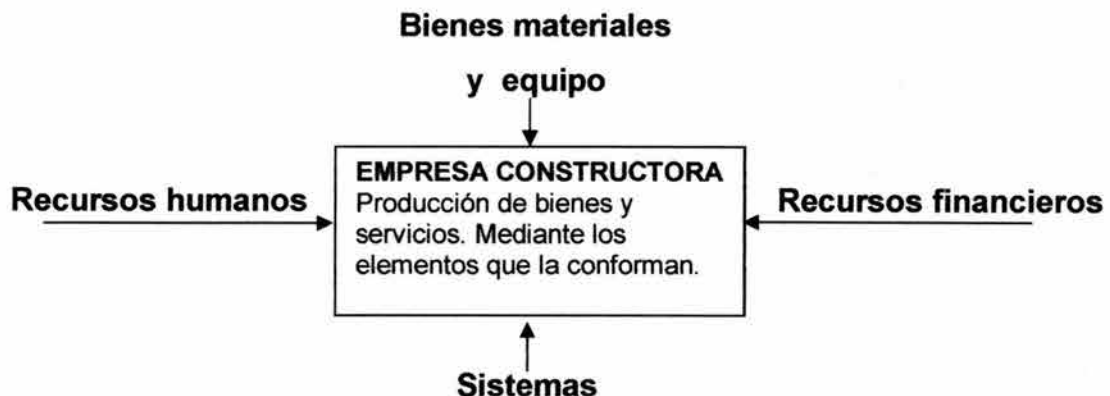 Bienes materiales
y equipo
EMPRESA CONSTRUCTORA
Producción de bienes y
servicios. Mediante los
elementos que la conforman.
Recursos humanos
Recursos financieros
Sistemas